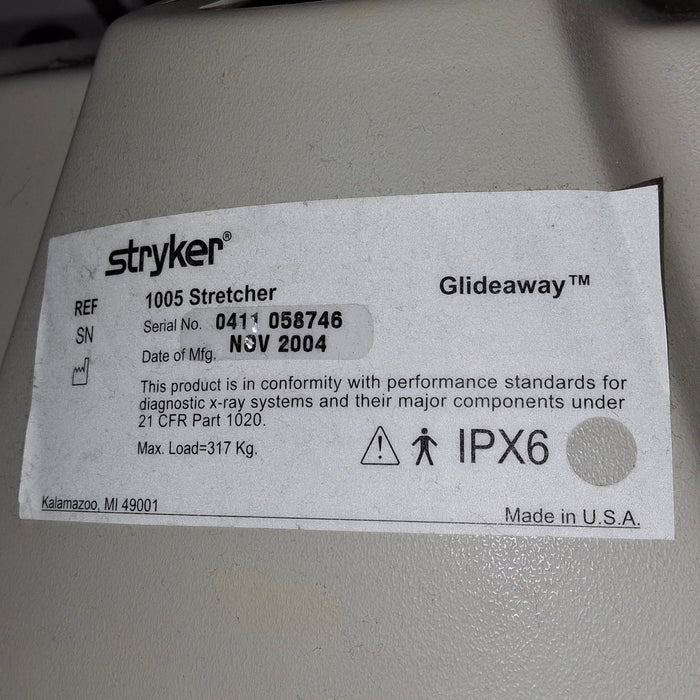 stryker®
Glideaway™
REF 1005 Stretcher
SN Serial No. 0411 058746
Date of Mfg. NOV 2004
This product is in conformity with performance standards for
diagnostic x-ray systems and their major components under
21 CFR Part 1020.
Max. Load=317 Kg.
IPX6
Kalamazoo, MI 49001
Made in U.S.A.